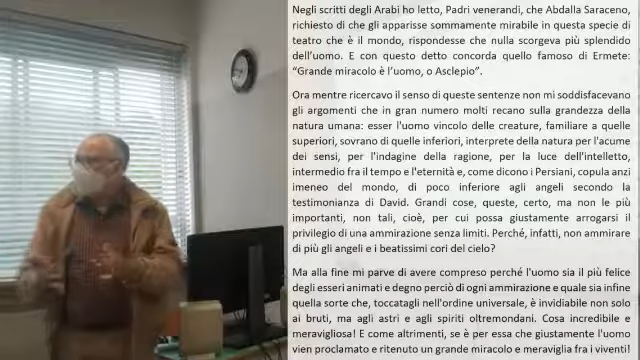 Negli scritti degli Arabi ho letto, Padri venerandi, che Abdalla Saraceno,
richiesto di che gli apparisse sommamente mirabile in questa specie di
teatro che è il mondo, rispondesse che nulla scorgeva più splendido
dell'uomo. E con questo detto concorda quello famoso di Ermete:
“Grande miracolo è l'uomo, o Asclepio”.
Ora mentre ricercavo il senso di queste sentenze non mi soddisfacevano
gli argomenti che in gran numero molti recano sulla grandezza della
natura umana: esser l'uomo vincolo delle creature, familiare a quelle
superiori, sovrano di quelle inferiori, interprete della natura per l'acume
dei sensi, per l'indagine della ragione, per la luce dell'intelletto,
intermedio fra il tempo e l'eternità e, come dicono i Persiani, copula anzi
imeneo del mondo, di poco inferiore agli angeli secondo la
testimonianza di David. Grandi cose, queste, certo, ma non le più
importanti, non tali, cioè, per cui possa giustamente arrogarsi il
privilegio di una ammirazione senza limiti. Perché, infatti, non ammirare
di più gli angeli e i beatissimi cori del cielo?
Ma alla fine mi parve di avere compreso perché l'uomo sia il più felice
degli esseri animati e degno perciò di ogni ammirazione e quale sia infine
quella sorte che, toccatagli nell'ordine universale, è invidiabile non solo
ai bruti, ma agli astri e agli spiriti oltremondani. Cosa incredibile e
meravigliosa! E come altrimenti, se è per essa che giustamente l'uomo
vien proclamato e ritenuto un grande miracolo e meraviglia fra i viventi!